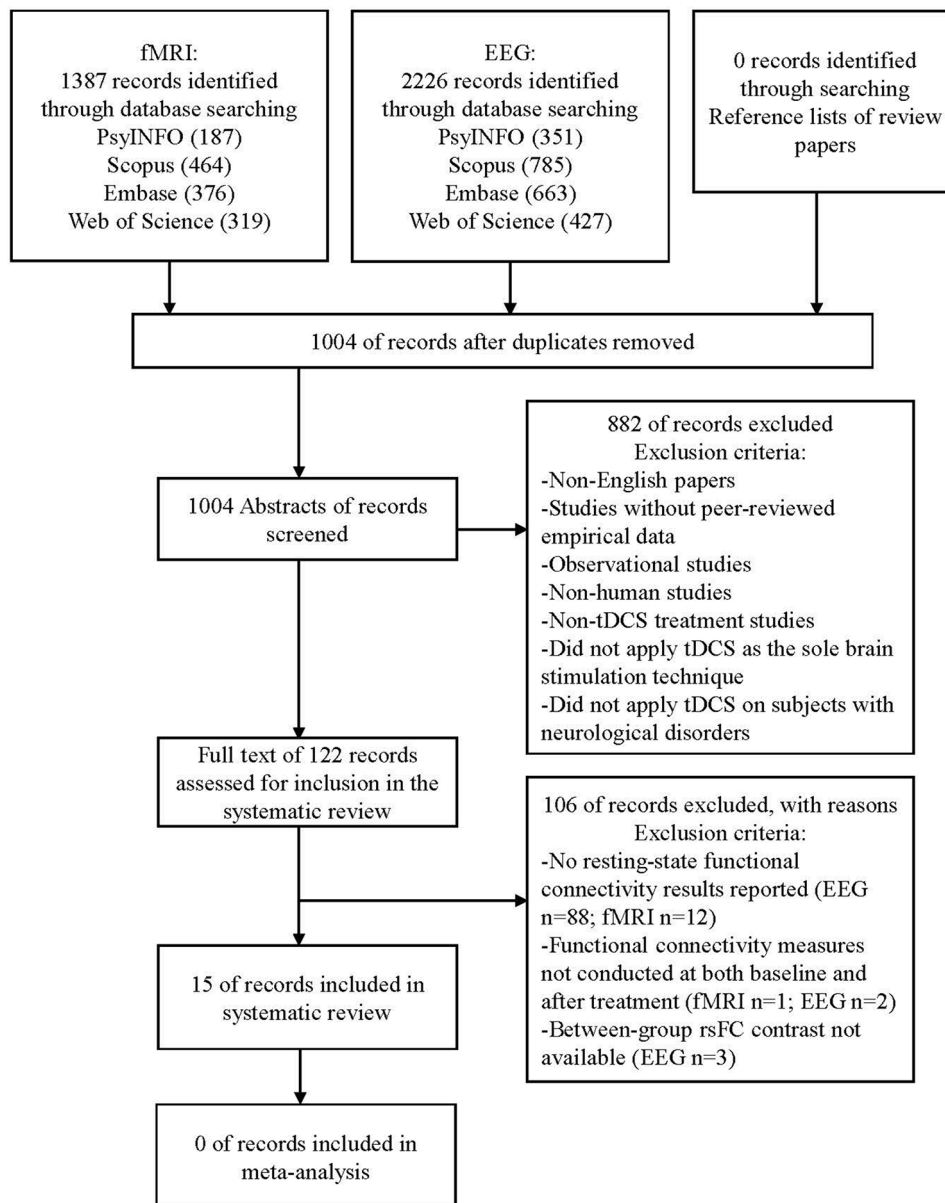 fMRI:
1387 records identified
through database searching
PsyINFO (187)
Scopus (464)
Embase (376)
Web of Science (319)
EEG:
2226 records identified
through database searching
PsyINFO (351)
Scopus (785)
Embase (663)
Web of Science (427)
0 records identified
through searching
Reference lists of review
papers
1004 of records after duplicates removed
882 of records excluded
Exclusion criteria:
-Non-English papers
-Studies without peer-reviewed
empirical data
-Observational studies
-Non-human studies
-Non-tDCS treatment studies
-Did not apply tDCS as the sole brain
stimulation technique
-Did not apply tDCS on subjects with
neurological disorders
1004 Abstracts of records
screened
Full text of 122 records
assessed for inclusion in the
systematic review
106 of records excluded, with reasons
Exclusion criteria:
-No resting-state functional
connectivity results reported (EEG
n=88; fMRI n=12)
-Functional connectivity measures
not conducted at both baseline and
after treatment (fMRI n=1; EEG n=2)
-Between-group rsFC contrast not
available (EEG n=3)
15 of records included in
systematic review
0 of records included in
meta-analysis